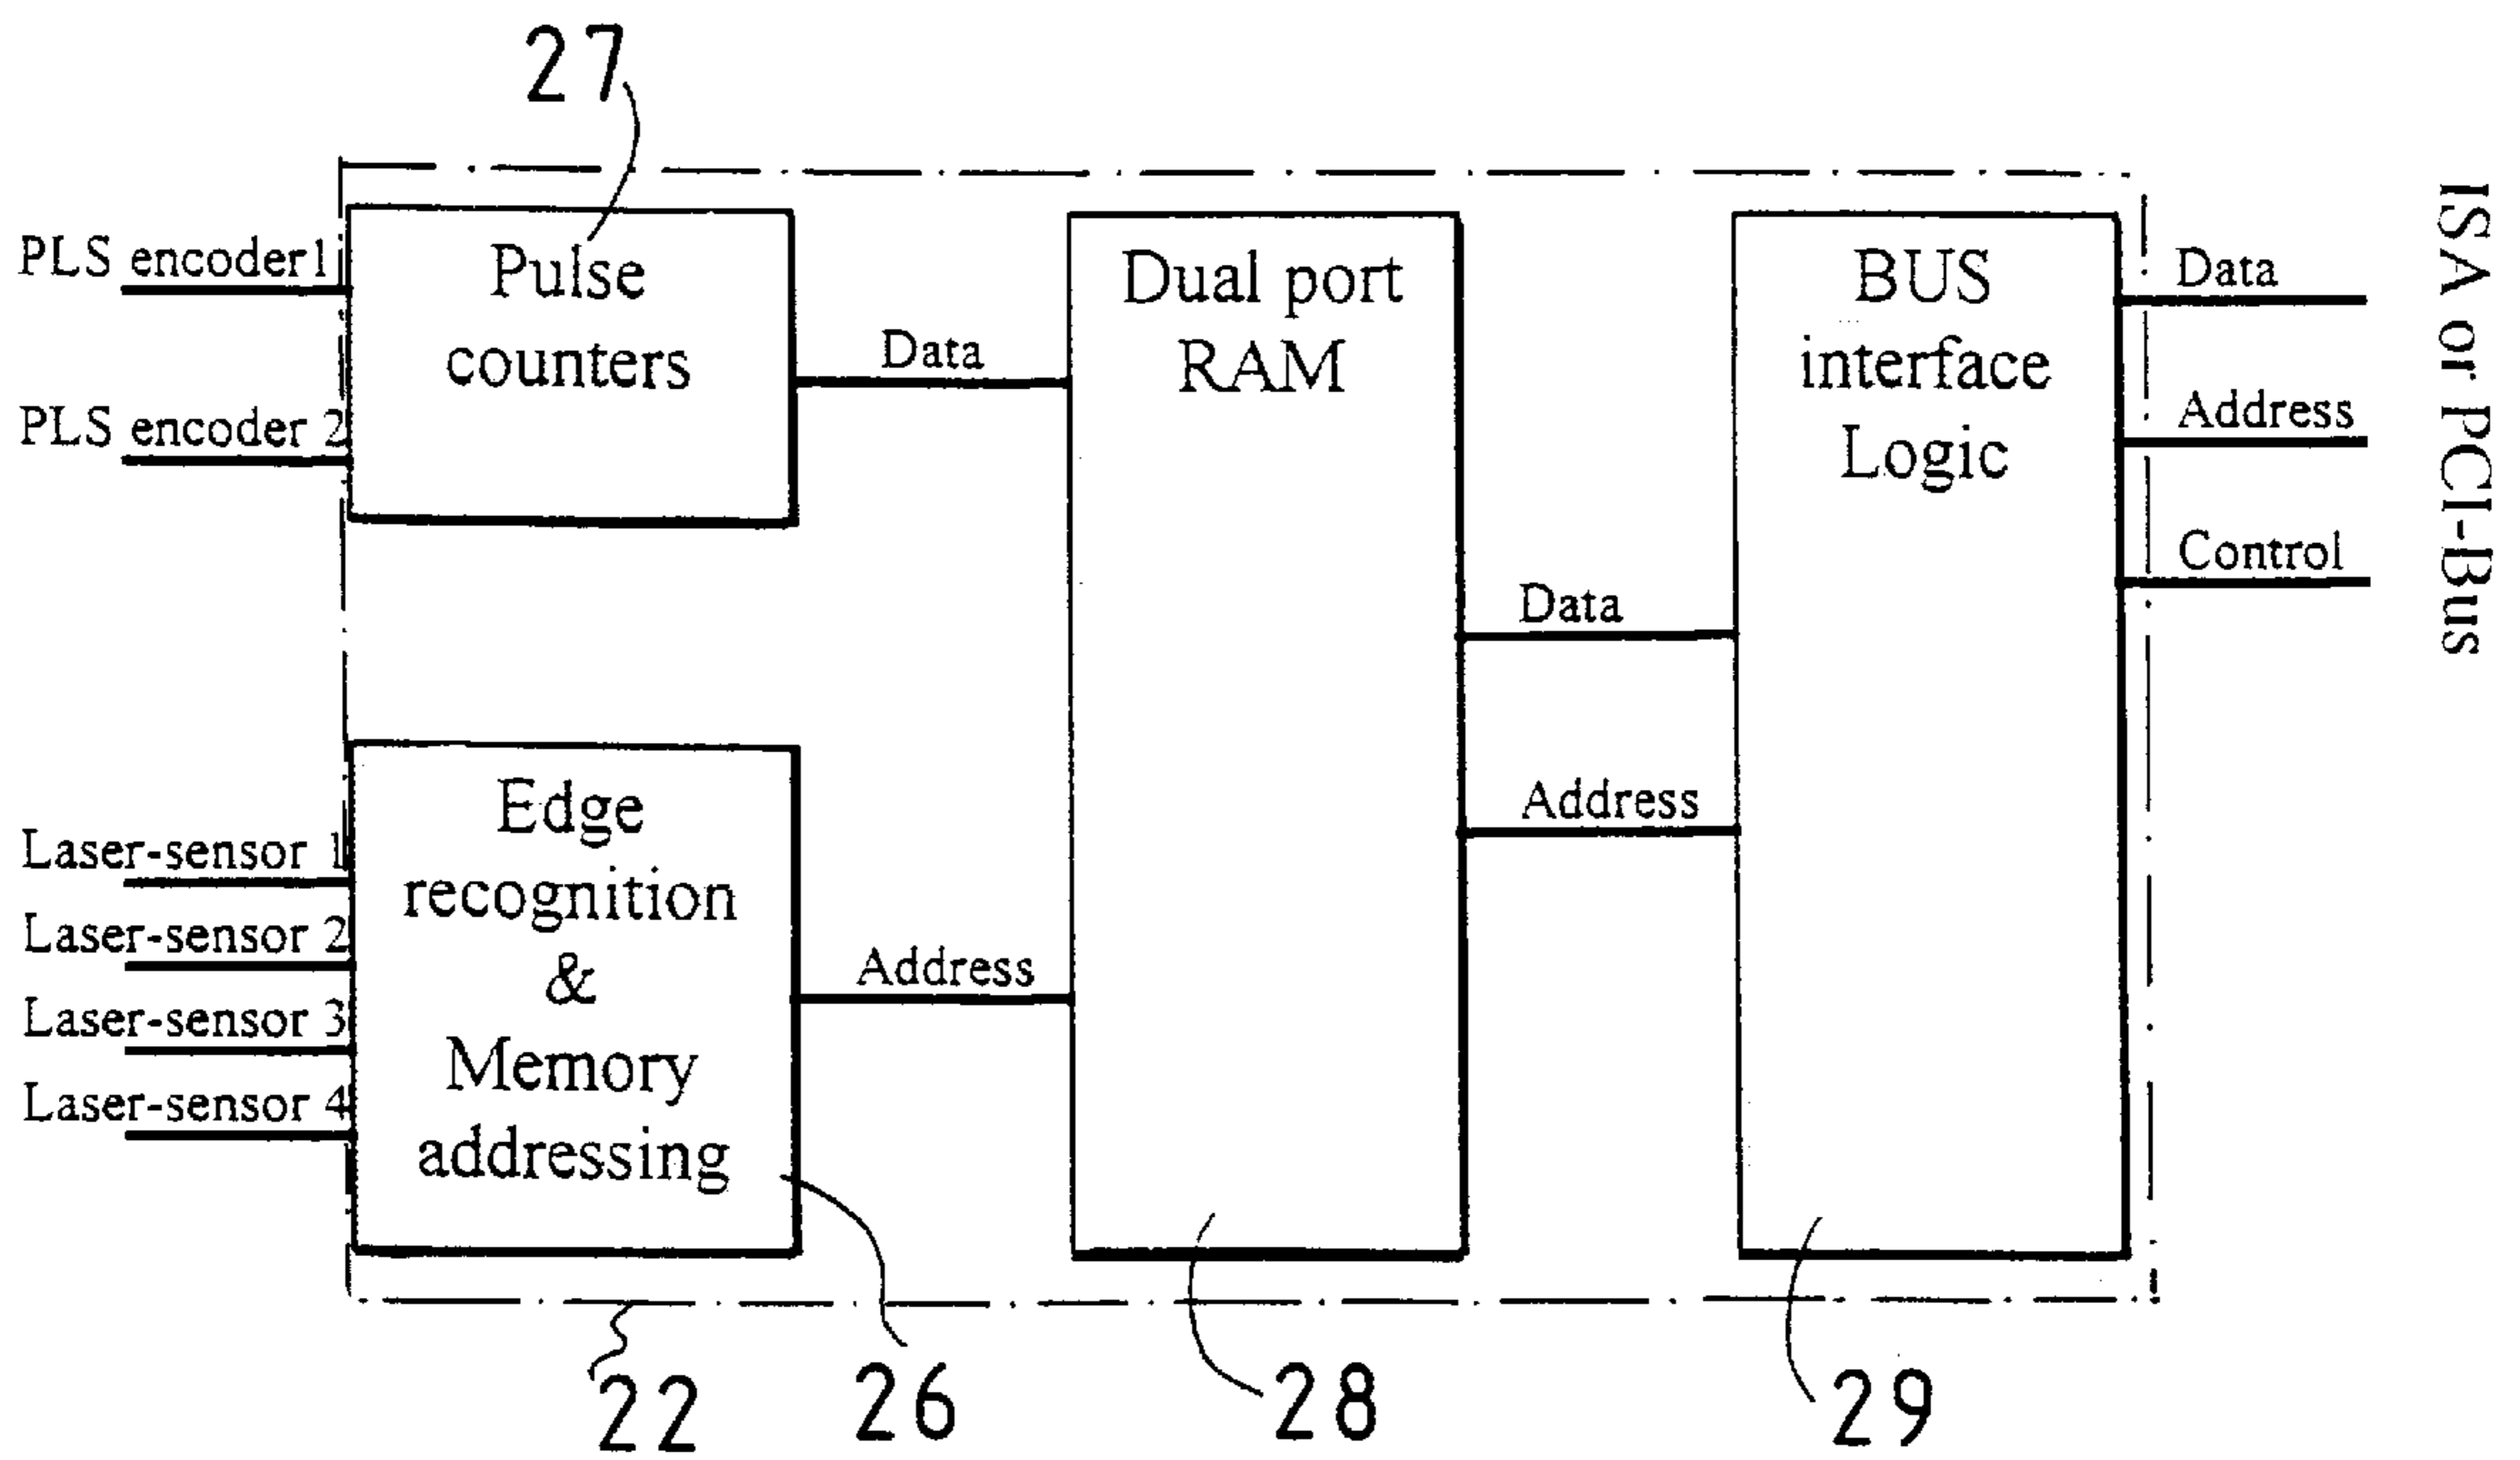 27
PLS encoder1
PLS encoder 2
Pulse
counters
Data
Dual port
RAM
BUS
interface
Logic
Data
Address
Control
ISA or PCI-Bus
Data
Address
Laser-sensor 1
Laser-sensor 2
Laser-sensor 3
Laser-sensor 4
Edge
recognition
&
Memory
addressing
Address
22
26
28
29